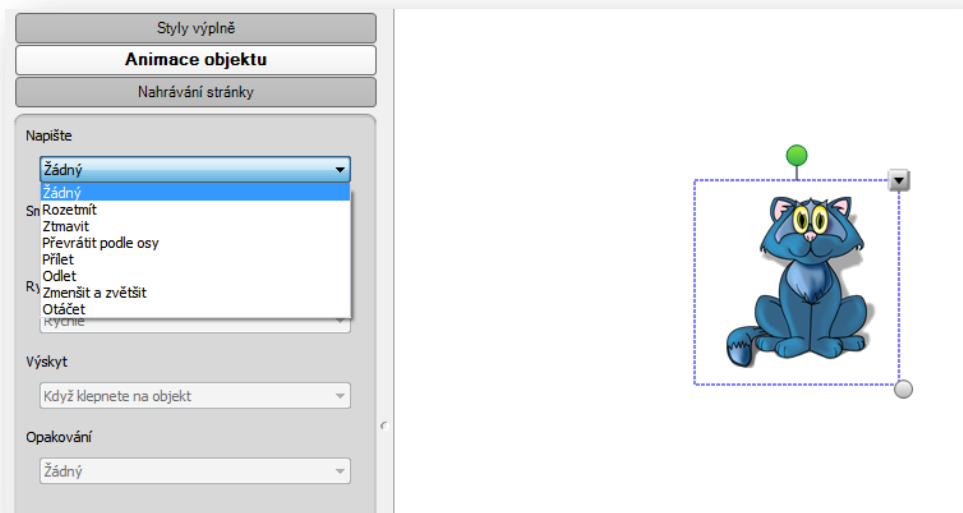 Styly výplně
Animace objektu
Nahrávání stránky
Napište
Žádný
Žádný
Rozetmít
Ztmavit
Převrátit podle osy
Přílet
Odlet
Zmenšit a zvětšit
Otáčet
Výskyt
Když klepnete na objekt
Opakování
Žádný